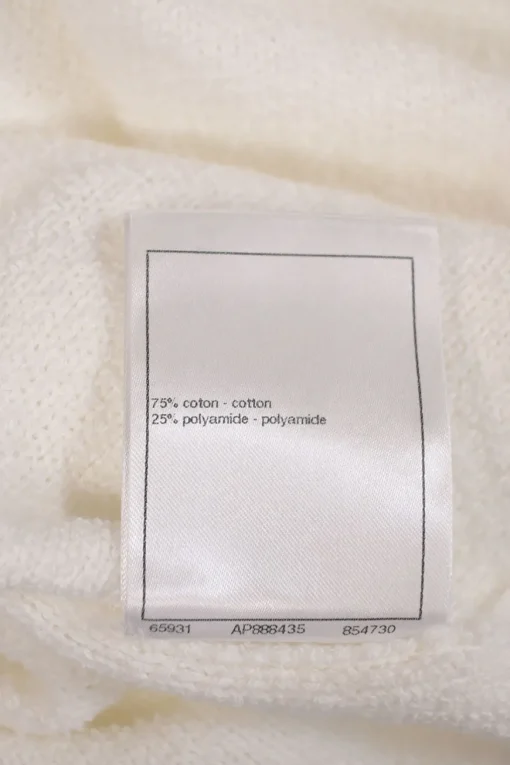 75% coton - cotton
25% polyamide - polyamide
65931 AP888435 854730